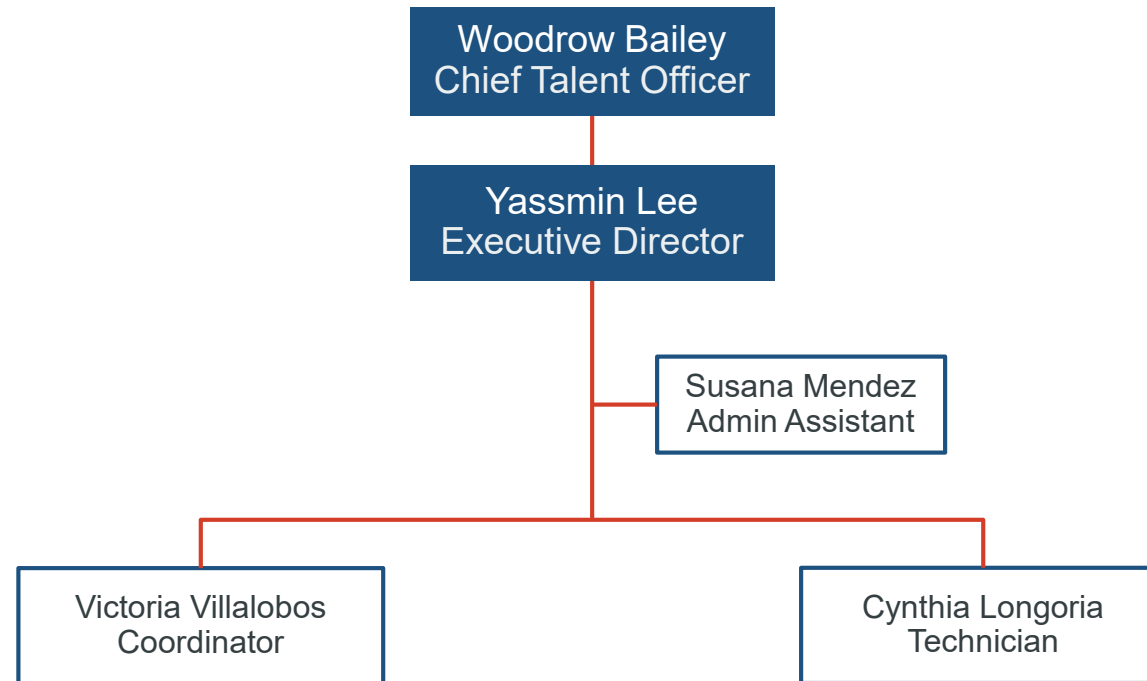 Woodrow Bailey
Chief Talent Officer
Yassmin Lee
Executive Director
Susana Mendez
Admin Assistant
Victoria Villalobos
Coordinator
Cynthia Longoria
Technician